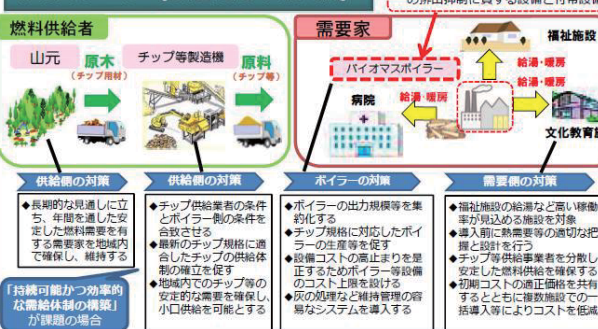 の排出抑制に資する設備と付帯設備
燃料供給者
山元
原木
(チップ用材)
チップ等製造機
原料
(チップ等)
需要家
バイオマスボイラー
病院
給湯・暖房
給湯・暖房
給湯・暖房
福祉施設
文化教育施
供給側の対策
◆長期的な見通しに立
ち、年間を通した安
定した燃料需要を有
する需要家を地域内
で確保し、維持する
「持続可能かつ効率的
な需給体制の構築」
が課題の場合
供給側の対策
◆チップ供給業者の条件
とボイラー側の条件を
合致させる
◆最新のチップ規格に適
合したチップの供給体
制の確立を促す
◆地域内でのチップ等の
安定的な需要を確保し、
小口供給を可能とする
ボイラーの対策
◆ボイラーの出力規模等を集
約化する
◆チップ規格に対応したボイ
ラーの生産等を促す
◆設備コストの高止まりを是
正するためボイラー等設備
のコスト上限を設ける
◆灰の処理など維持管理の容
易なシステムを導入する
需要側の対策
◆福祉施設の給湯など高い稼働
率が見込める施設を対象
◆導入前に熱需要等の適切な把
握と設計を行う
◆チップ等供給事業者を分散し
安定した燃料供給を確保する
◆初期コストの適正価格を共有
するとともに複数施設での一
括導入等によりコストを低減